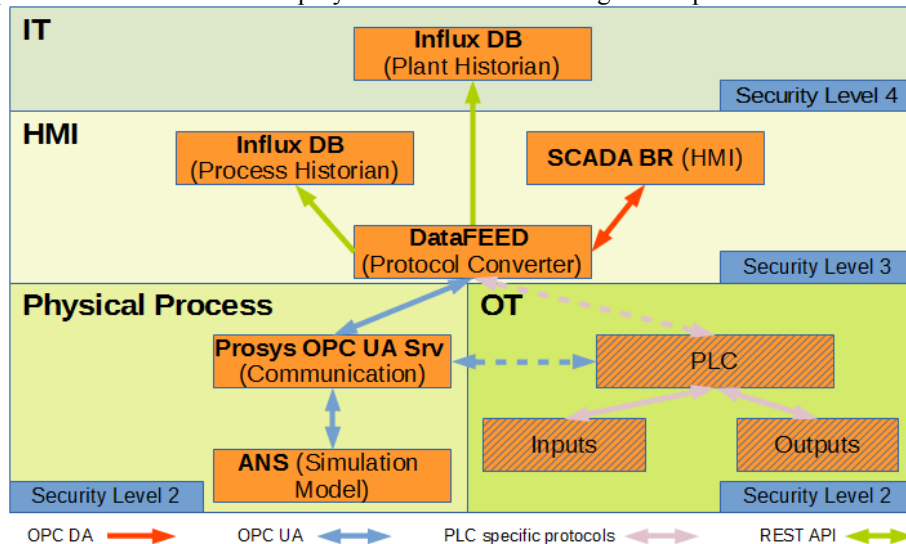 IT
Influx DB
(Plant Historian)
Security Level 4
HMI
Influx DB
(Process Historian)
SCADA BR (HMI)
DataFEED
(Protocol Converter)
Security Level 3
Physical Process
OT
Prosys OPC UA Srv
(Communication)
PLC
Inputs
Outputs
ANS (Simulation
Model)
Security Level 2
Security Level 2
OPC DA
OPC UA
PLC specific protocols
REST API